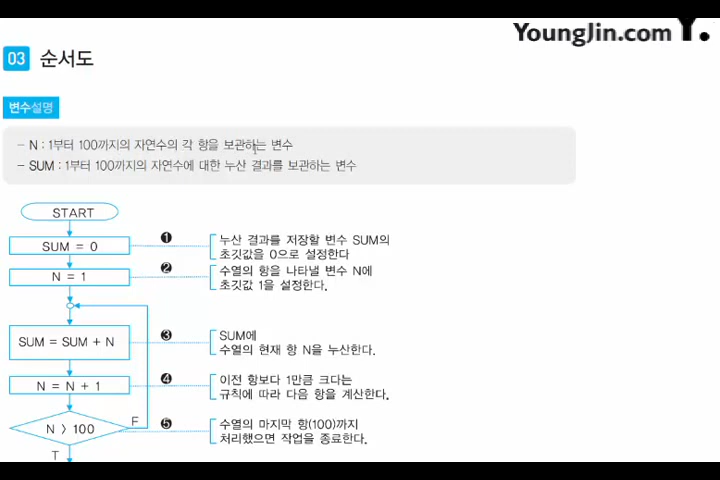 YoungJin.com Y.
03 순서도
변수설명
- N : 1부터 100까지의 자연수의 각 항을 보관하는 변수
- SUM : 1부터 100까지의 자연수에 대한 누산 결과를 보관하는 변수
START
SUM = 0
❶
누산 결과를 저장할 변수 SUM의
초깃값을 0으로 설정한다
N = 1
❷
수열의 항을 나타낼 변수 N에
초깃값 1을 설정한다.
SUM = SUM + N
❸
SUM에
수열의 현재 항 N을 누산한다.
N = N + 1
❹
이전 항보다 1만큼 크다는
규칙에 따라 다음 항을 계산한다.
N > 100
F
❺
수열의 마지막 항(100)까지
처리했으면 작업을 종료한다.
T